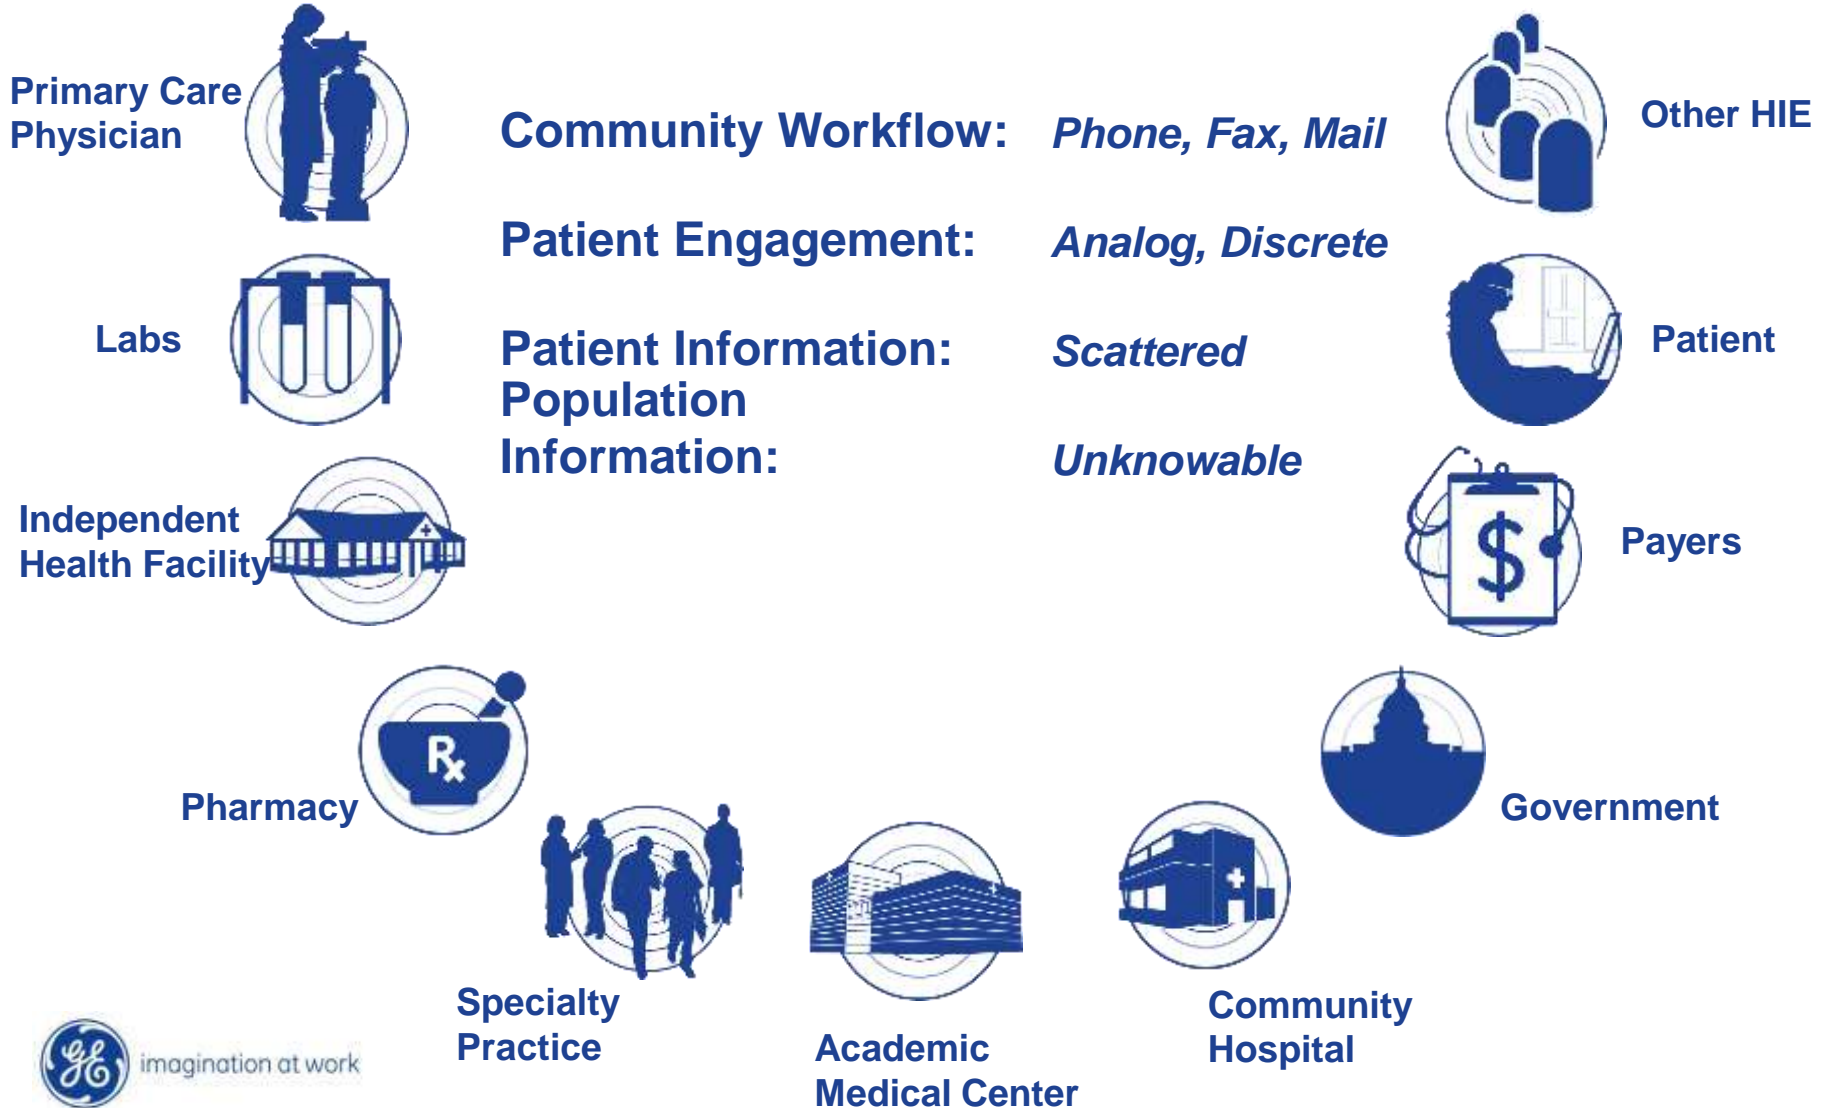 Primary Care
Physician
Community Workflow: Phone, Fax, Mail
Other HIE
Patient Engagement: Analog, Discrete
Labs
Patient Information: Scattered
Patient
Population
Information: Unknowable
Independent
Health Facility
Payers
$
Rx
Pharmacy
Government
Specialty
Practice
Academic
Medical Center
Community
Hospital
GE imagination at work